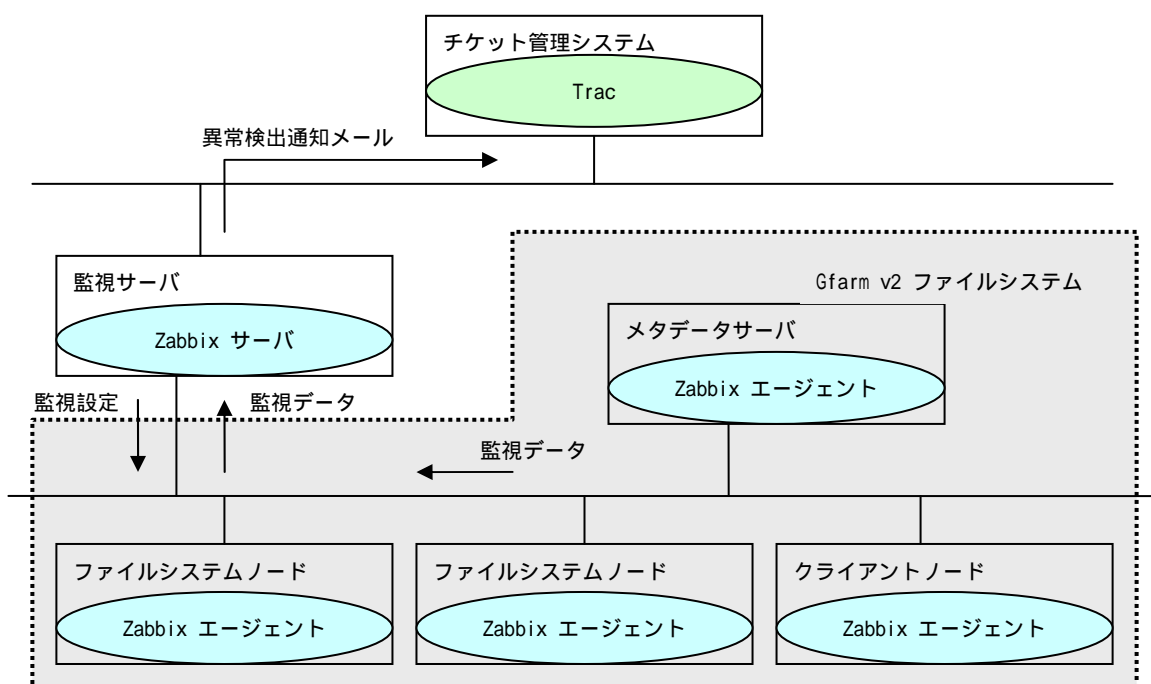 チケット管理システム
Trac
異常検出通知メール
監視サーバ
Zabbix サーバ
Gfarm v2 ファイルシステム
メタデータサーバ
Zabbix エージェント
監視設定
監視データ
監視データ
ファイルシステムノード
Zabbix エージェント
ファイルシステムノード
Zabbix エージェント
クライアントノード
Zabbix エージェント